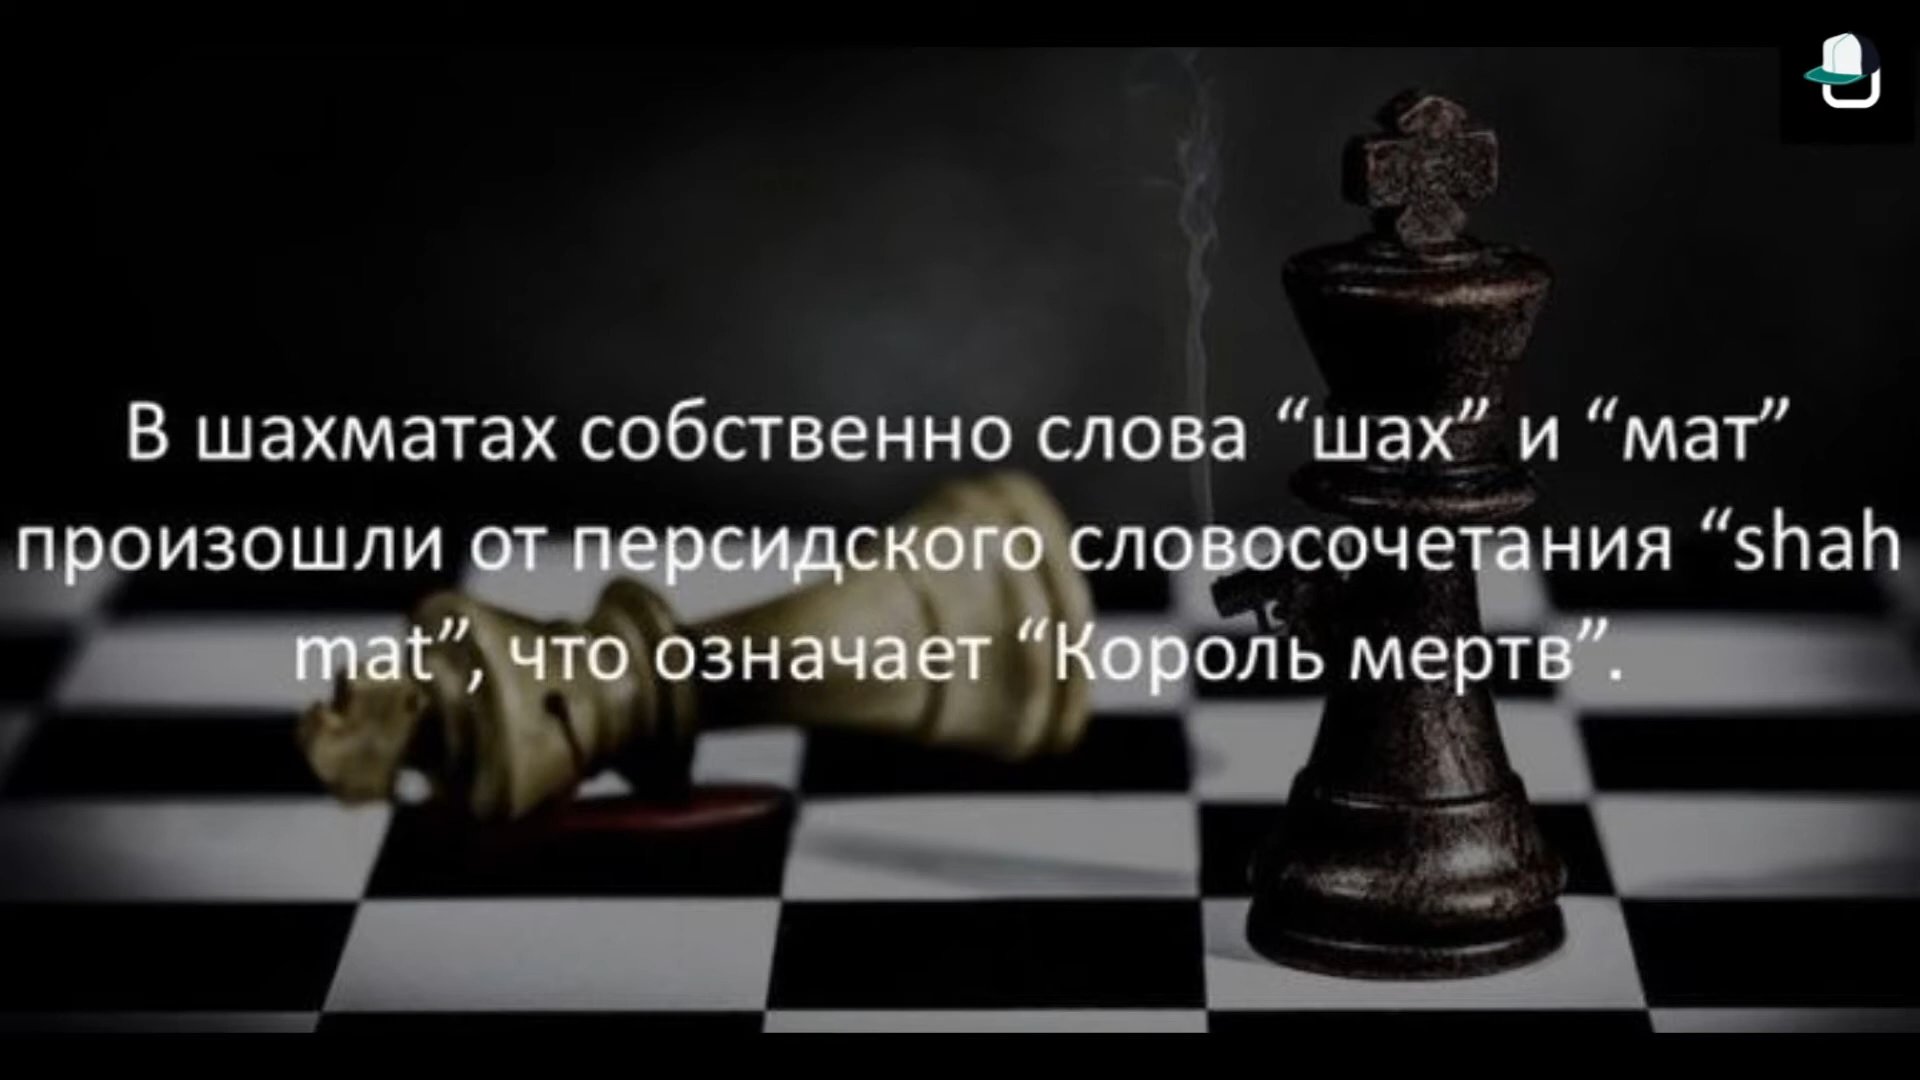 В шахматах собственно слова “шах” и “мат”
произошли от персидского словосочетания “shah
mat”, что означает “Король мертв”.